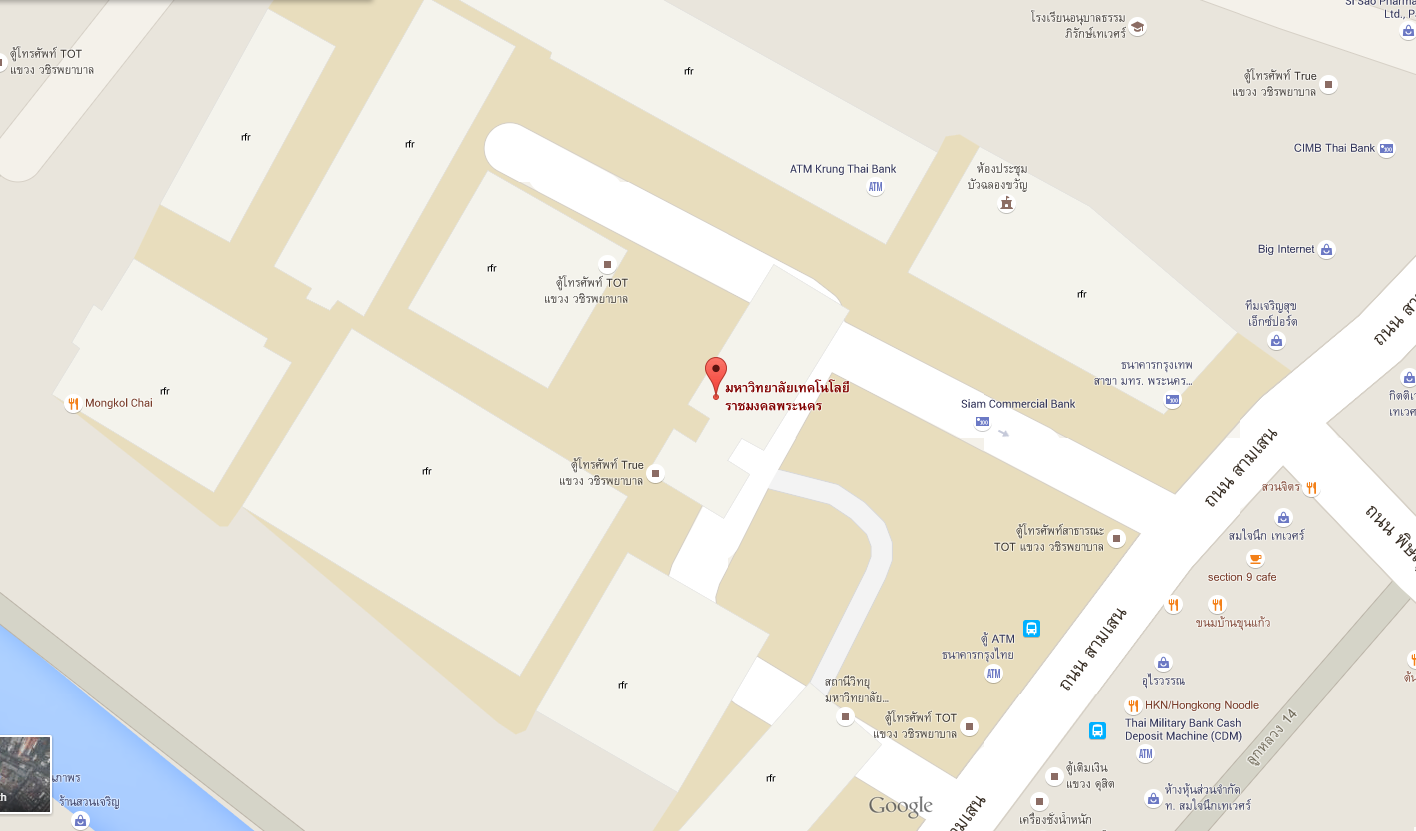 Si Sao Pharma
Ltd., P
โรงเรียนอนุบาลธรรม
ภิรักษ์เทเวศร์
ตู้โทรศัพท์ TOT
แขวง วชิรพยาบาล
rfr
ตู้โทรศัพท์ True
แขวง วชิรพยาบาล
rfr
rfr
CIMB Thai Bank
ATM Krung Thai Bank
ATM
ห้องประชุม
บัวฉลองขวัญ
Big Internet
rfr
ตู้โทรศัพท์ TOT
แขวง วชิรพยาบาล
rfr
ทีมเจริญสุข
เอ็กซ์ปอร์ต
ธนาคารกรุงเทพ
สาขา มทร. พระนคร...
มหาวิทยาลัยเทคโนโลยี
ราชมงคลพระนคร
rfr
Mongkol Chai
Siam Commercial Bank
เทเวศ
ถนน สามเสน
rfr
ตู้โทรศัพท์ True
แขวง วชิรพยาบาล
สวนจิตร
ตู้โทรศัพท์สาธารณะ
TOT แขวง วชิรพยาบาล
สมใจนึก เทเวศร์
section 9 cafe
ขนมบ้านขุนแก้ว
ถนน สามเสน
ตู้ ATM
ธนาคารกรุงไทย
ATM
อุไรวรรณ
rfr
สถานีวิทยุ
มหาวิทยาลัย...
ตู้โทรศัพท์ TOT
แขวง วชิรพยาบาล
HKN/Hongkong Noodle
Thai Military Bank Cash
Deposit Machine (CDM)
ATM
ลูกหลวง 14
ตู้เติมเงิน
แขวง ดุสิต
rfr
ห้างหุ้นส่วนจำกัด
ท. สมใจนึกเทเวศร์
ร้านสวนเจริญ
Google
เครื่องชั่งน้ำหนัก